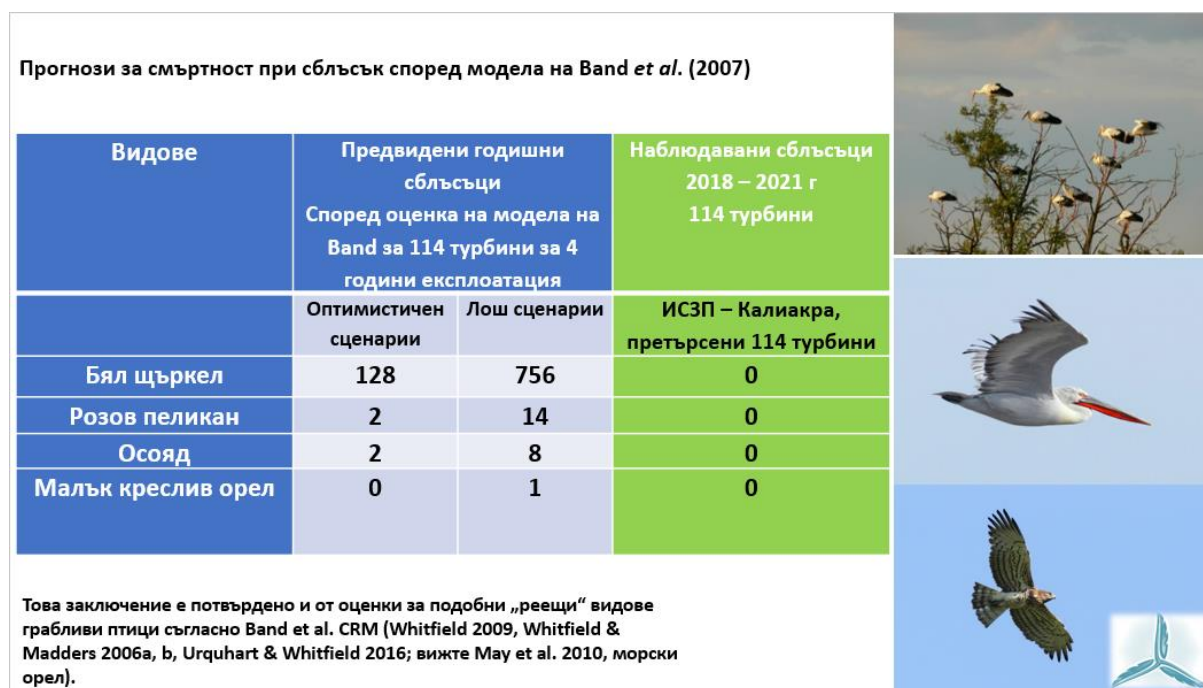 Прогнози за смъртност при сблъсък според модела на Band et al. (2007)
Видове
Предвидени годишни
сблъсъци
Според оценка на модела на
Band за 114 турбини за 4
години експлоатация
Наблюдавани сблъсъци
2018 – 2021 г
114 турбини
Оптимистичен
сценарии
Лош сценарии
ИСЗП – Калиакра,
претърсени 114 турбини
Бял щъркел 128 756 0
Розов пеликан 2 14 0
Осояд 2 8 0
Малък креслив орел 0 1 0
Това заключение е потвърдено и от оценки за подобни „реещи“ видове
грабливи птици съгласно Band et al. CRM (Whitfield 2009, Whitfield &
Madders 2006a, b, Urquhart & Whitfield 2016; вижте May et al. 2010, морски
орел).